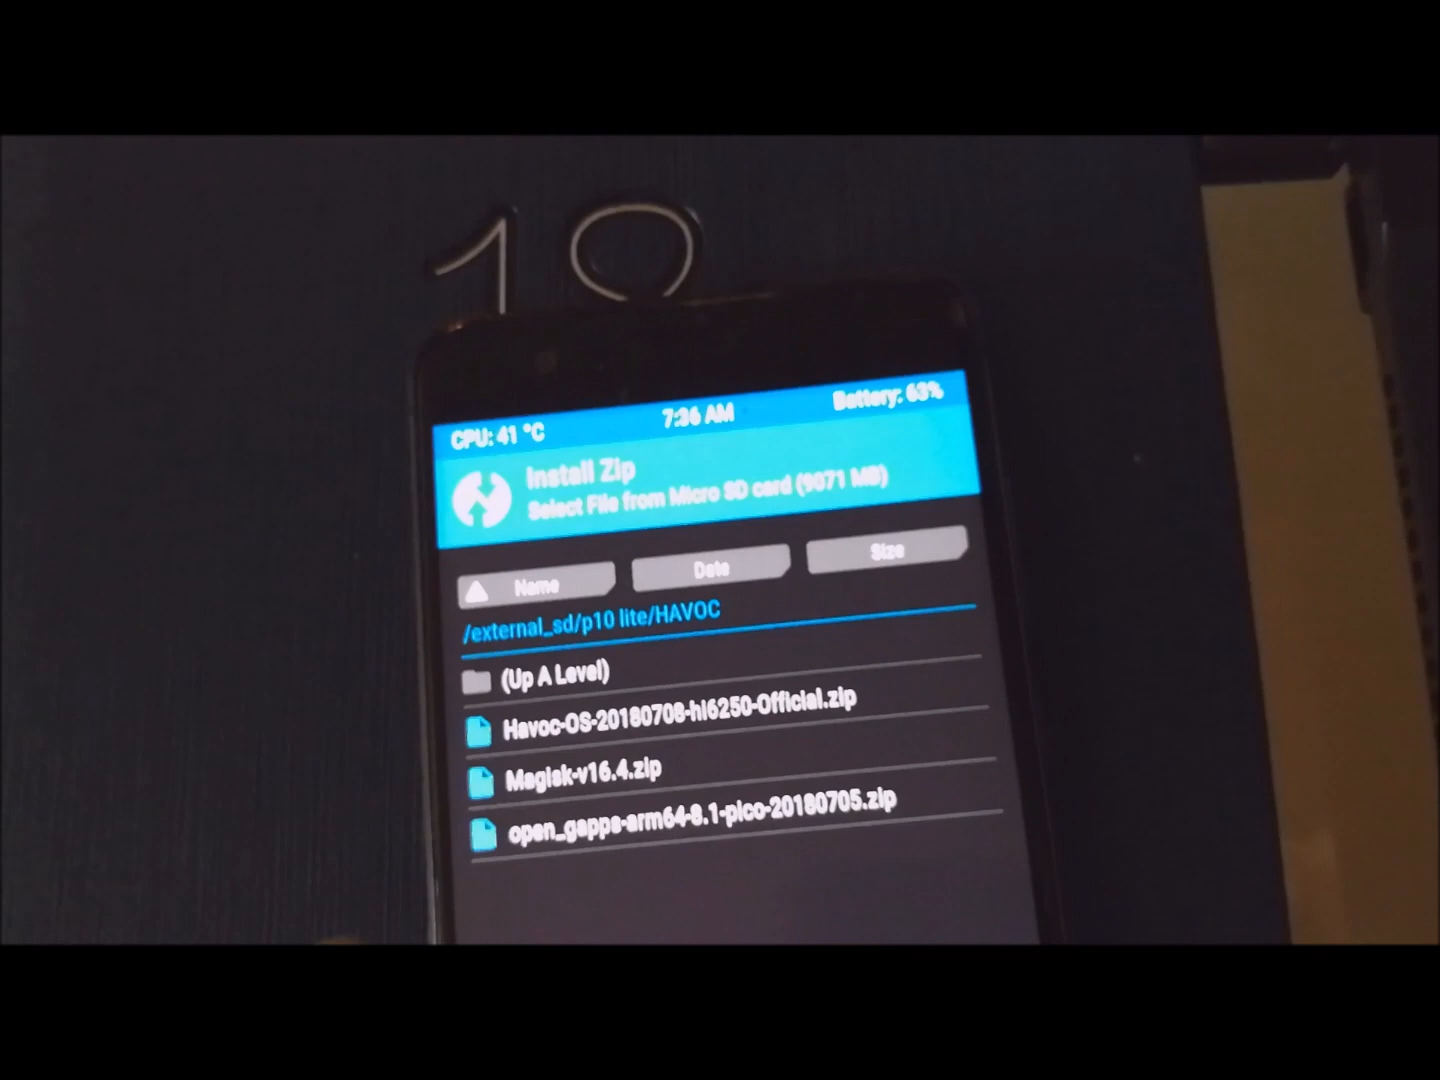 10
CPU: 41 °C 7:36 AM Battery: 63%
Install Zip
Select File from Micro SD card (9071 MB)
Name Date Size
/external_sd/p10 lite/HAVOC
(Up A Level)
Havoc-OS-20180708-hi6250-Official.zip
Magisk-v16.4.zip
open_gapps-arm64-8.1-pico-20180705.zip